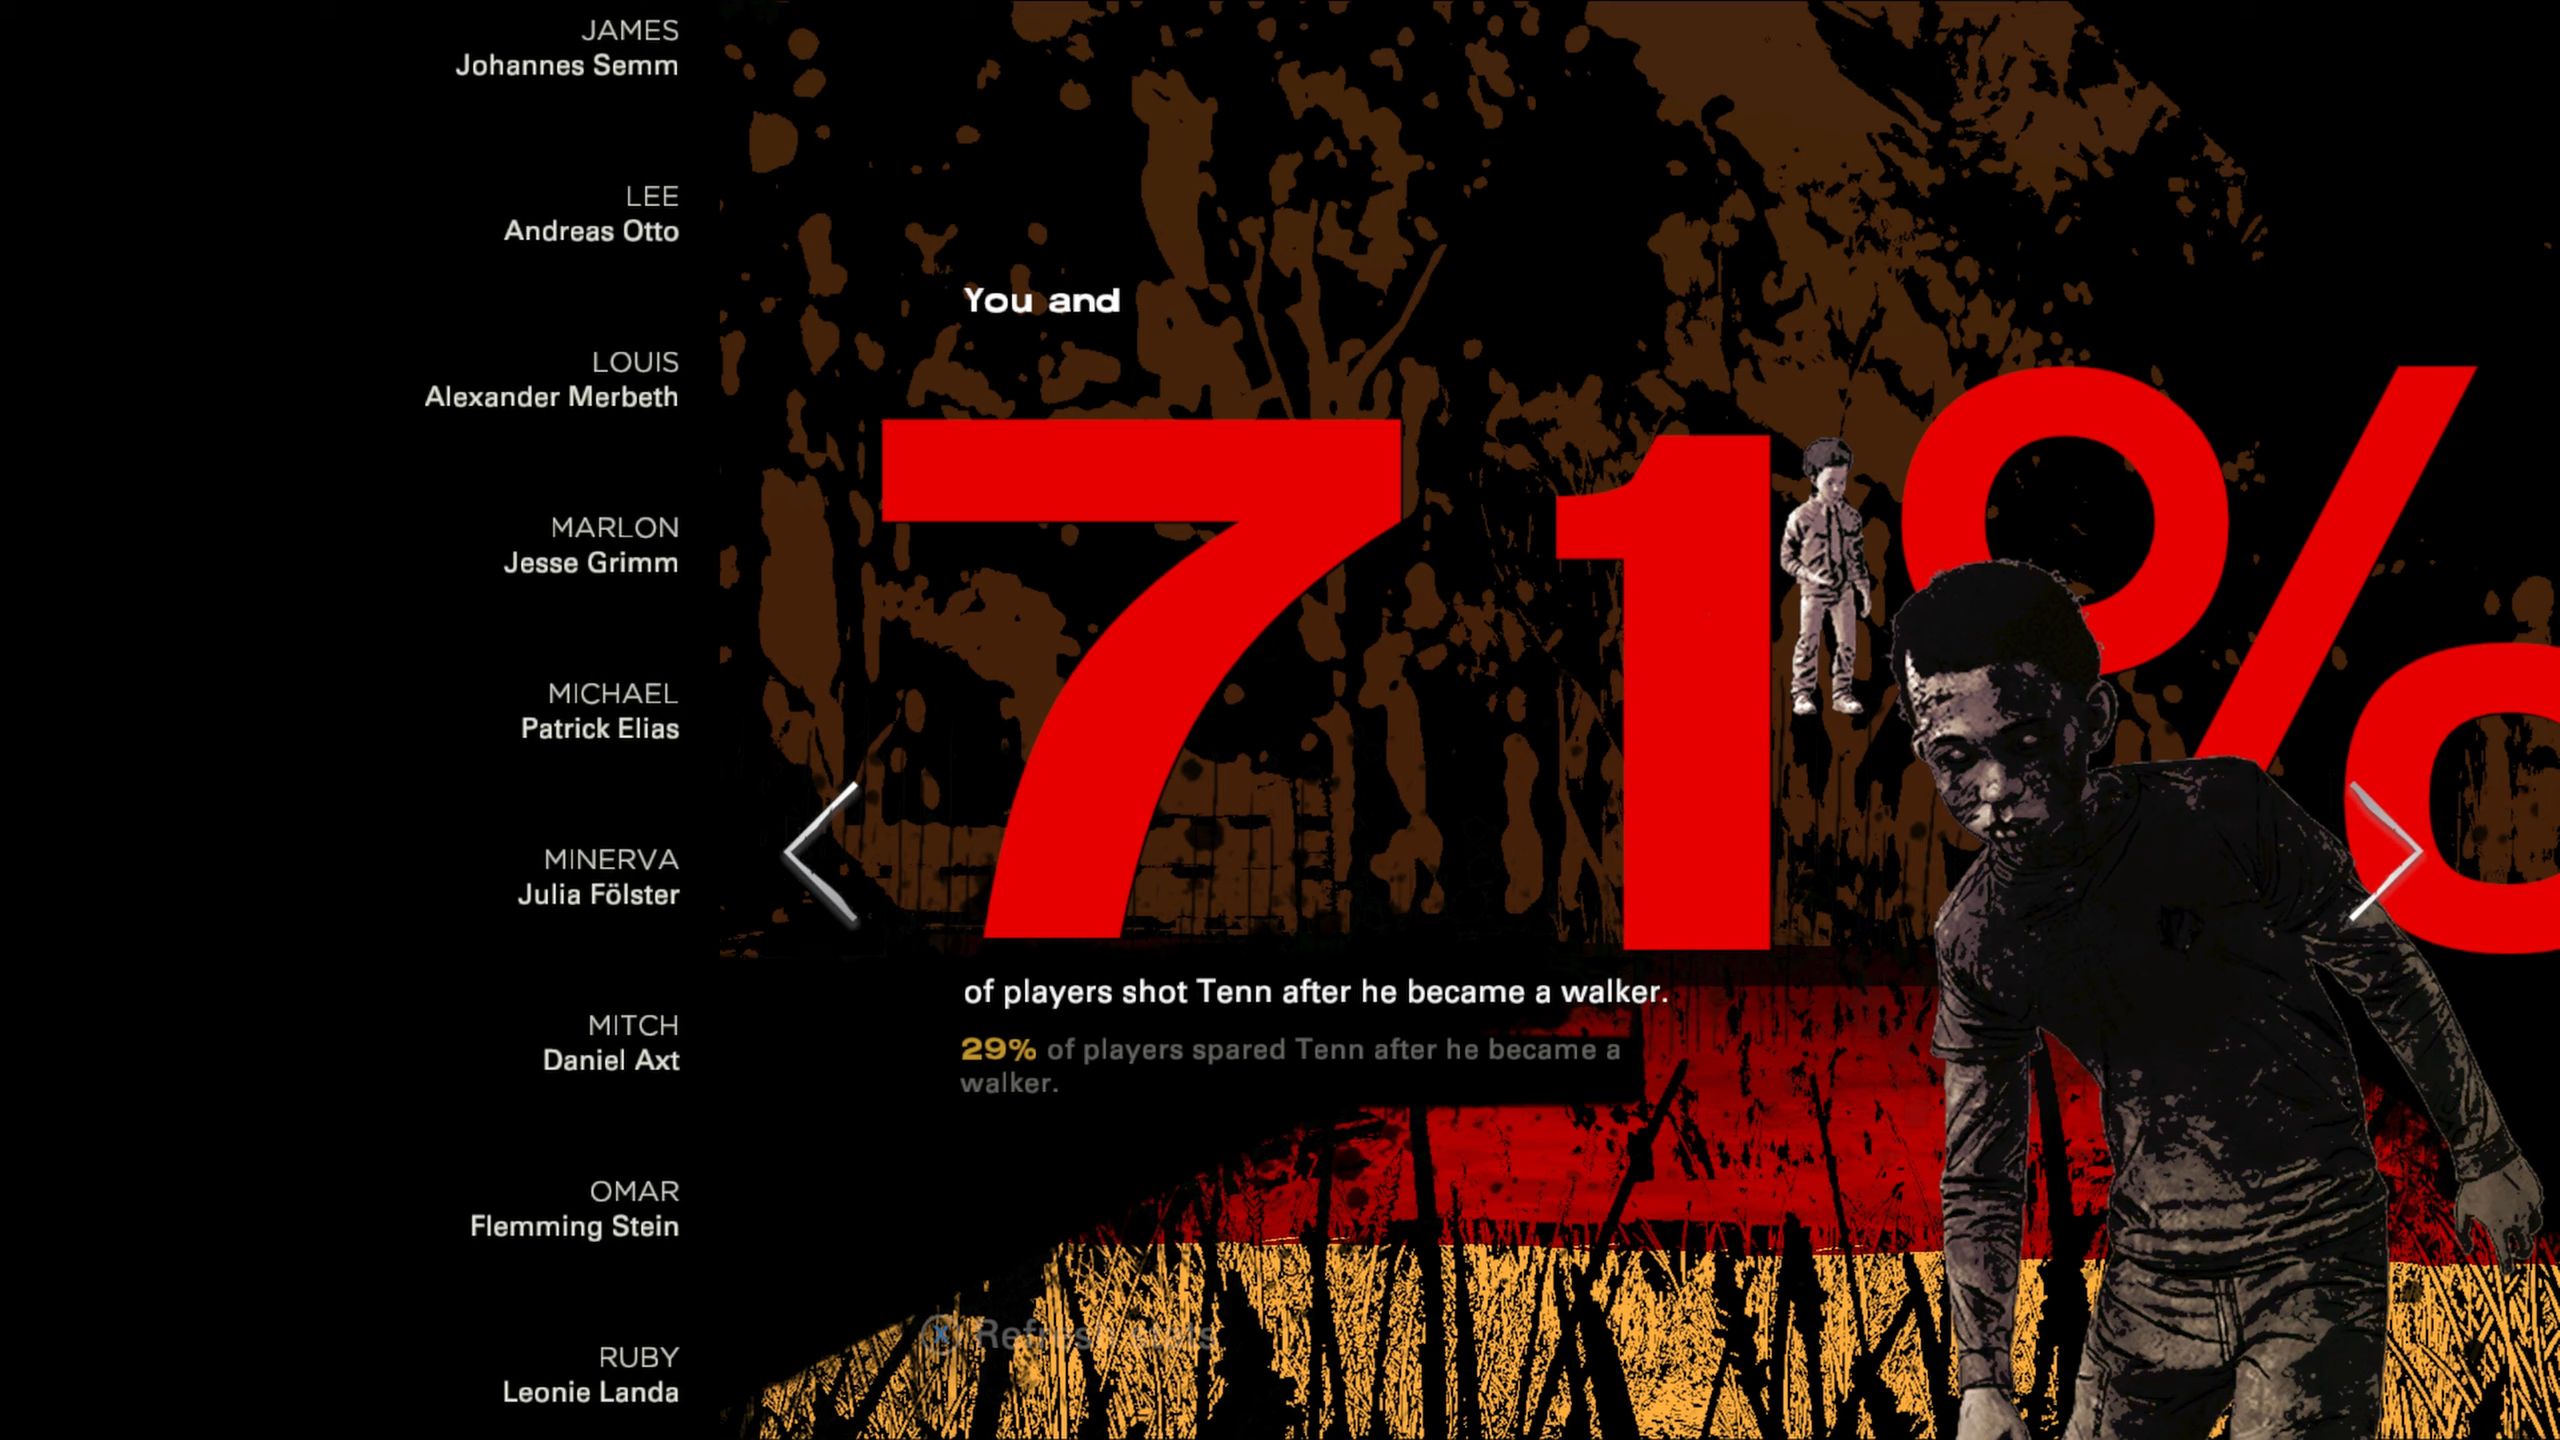 JAMES
Johannes Semm
LEE
Andreas Otto
LOUIS
Alexander Merbeth
MARLON
Jesse Grimm
MICHAEL
Patrick Elias
MINERVA
Julia Fölster
MITCH
Daniel Axt
OMAR
Flemming Stein
RUBY
Leonie Landa
You and
71%
of players shot Tenn after he became a walker.
29% of players spared Tenn after he became a
walker.
X Refresh stats